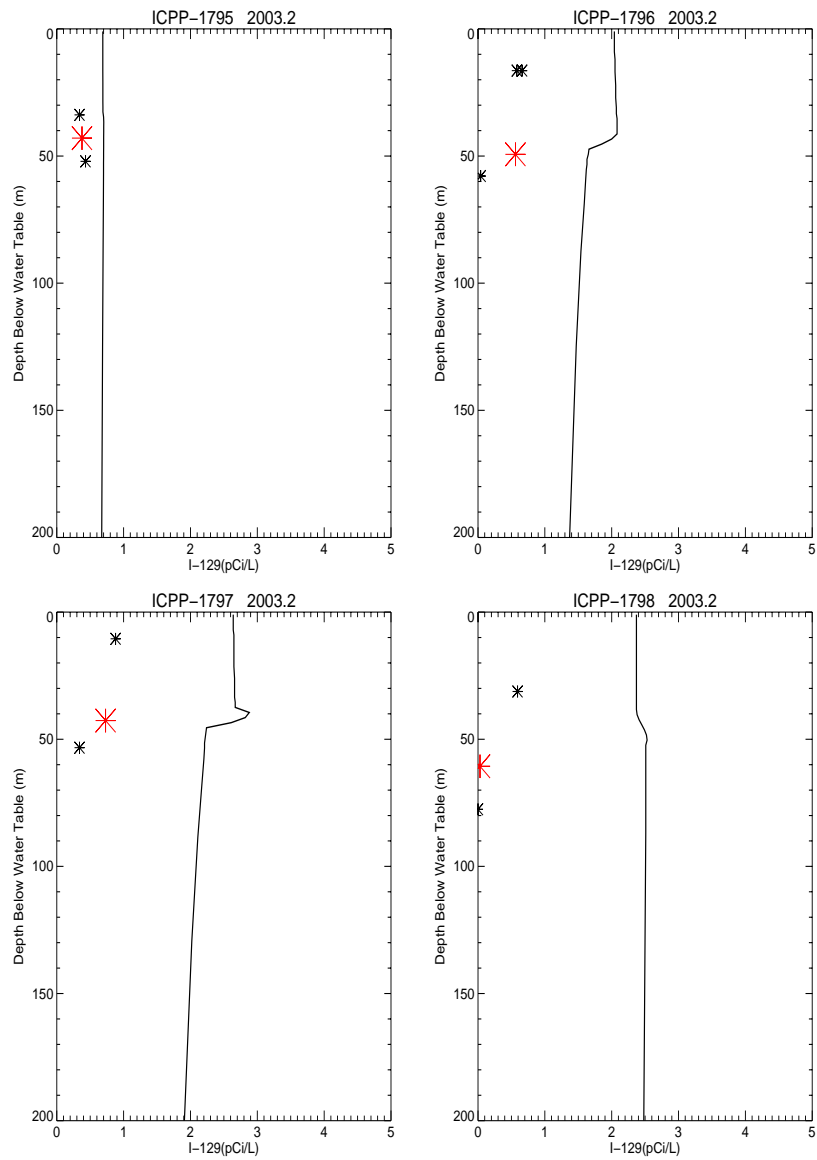 ICPP−1795 2003.2
0
50
100
150
200
Depth Below Water Table (m)
0 1 2 3 4 5
I−129(pCi/L)
ICPP−1796 2003.2
0
50
100
150
200
Depth Below Water Table (m)
0 1 2 3 4 5
I−129(pCi/L)
ICPP−1797 2003.2
0
50
100
150
200
Depth Below Water Table (m)
0 1 2 3 4 5
I−129(pCi/L)
ICPP−1798 2003.2
0
50
100
150
200
Depth Below Water Table (m)
0 1 2 3 4 5
I−129(pCi/L)